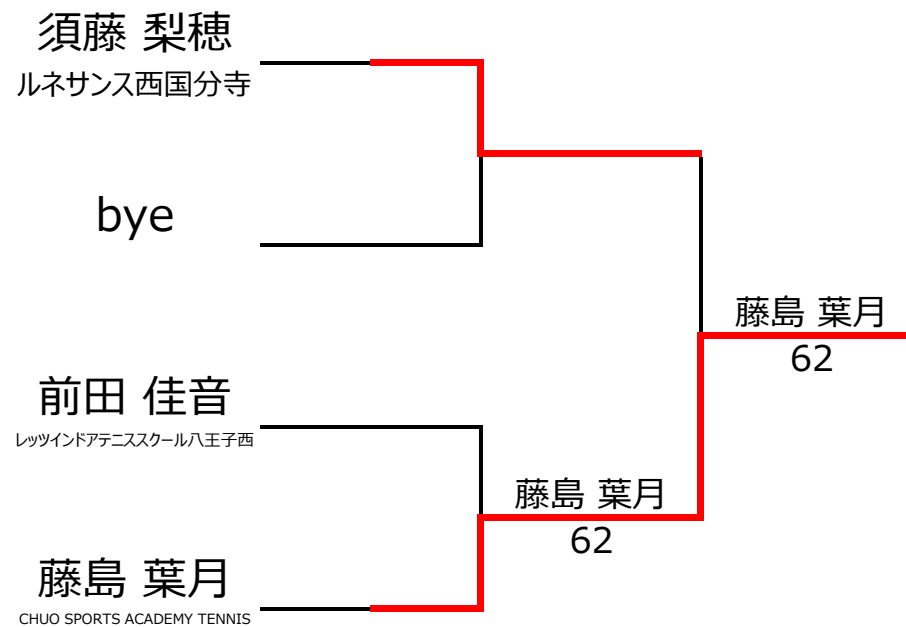 須藤 梨穂
ルネサンス西国分寺
bye
前田 佳音
レッツインドアテニススクール八王子西
藤島 葉月
CHUO SPORTS ACADEMY TENNIS
藤島 葉月
62
藤島 葉月
62